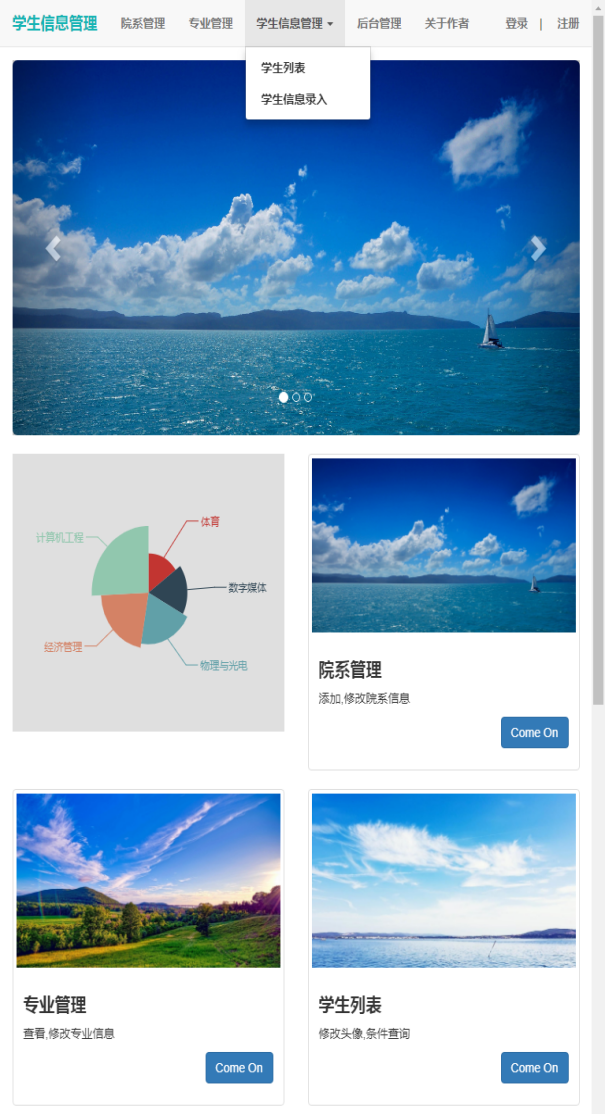 学生信息管理 院系管理 专业管理 学生信息管理 后台管理 关于作者 登录 | 注册
学生列表
学生信息录入
体育
计算机工程
数字媒体
经济管理
物理与光电
院系管理
添加,修改院系信息
Come On
专业管理
查看,修改专业信息
Come On
学生列表
修改头像,条件查询
Come On